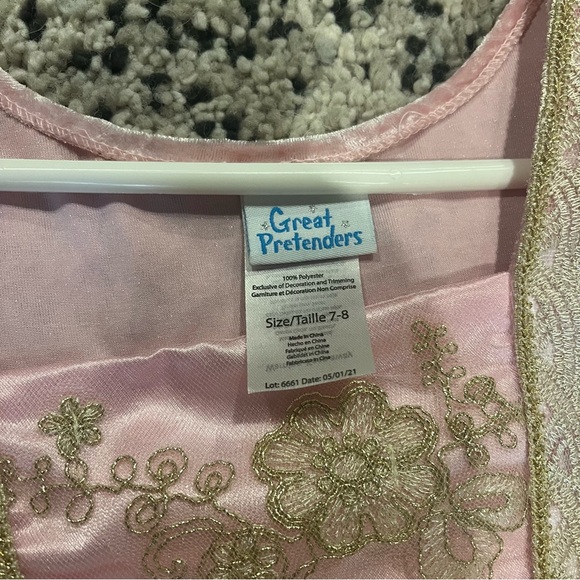 Great
Pretenders
100% Polyester
Exclusive of Decoration and Trimming
Garniture et Décoration Non Comprise
Size/Taille 7-8
Made in China
Hecho en China
Fabriqué en China
Lot: 6661 Date: 05/01/21